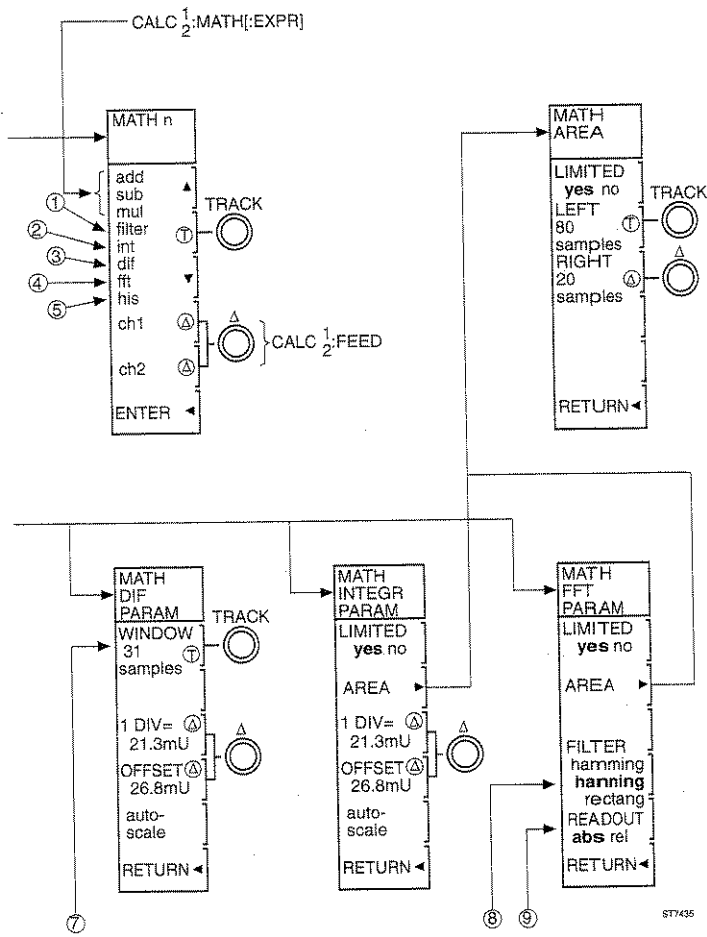 CALC 1/2:MATH[:EXPR]
MATH n
add
sub
mul
filter
int
dif
fft
his
①
②
③
④
⑤
T
TRACK
ch1 Δ
ch2 Δ
Δ
CALC 1/2:FEED
ENTER
MATH
AREA
LIMITED
yes no
LEFT
80
samples
T
TRACK
RIGHT
20
samples
Δ
Δ
RETURN
MATH
DIF
PARAM
WINDOW
31
samples
T
TRACK
1 DIV= Δ
21.3mU
OFFSET Δ
26.8mU
Δ
auto-
scale
RETURN
⑦
MATH
INTEGR
PARAM
LIMITED
yes no
AREA
1 DIV= Δ
21.3mU
OFFSET Δ
26.8mU
Δ
auto-
scale
RETURN
MATH
FFT
PARAM
LIMITED
yes no
AREA
FILTER
hamming
hanning
rectang
READOUT
abs rel
RETURN
⑧
⑨
ST7435